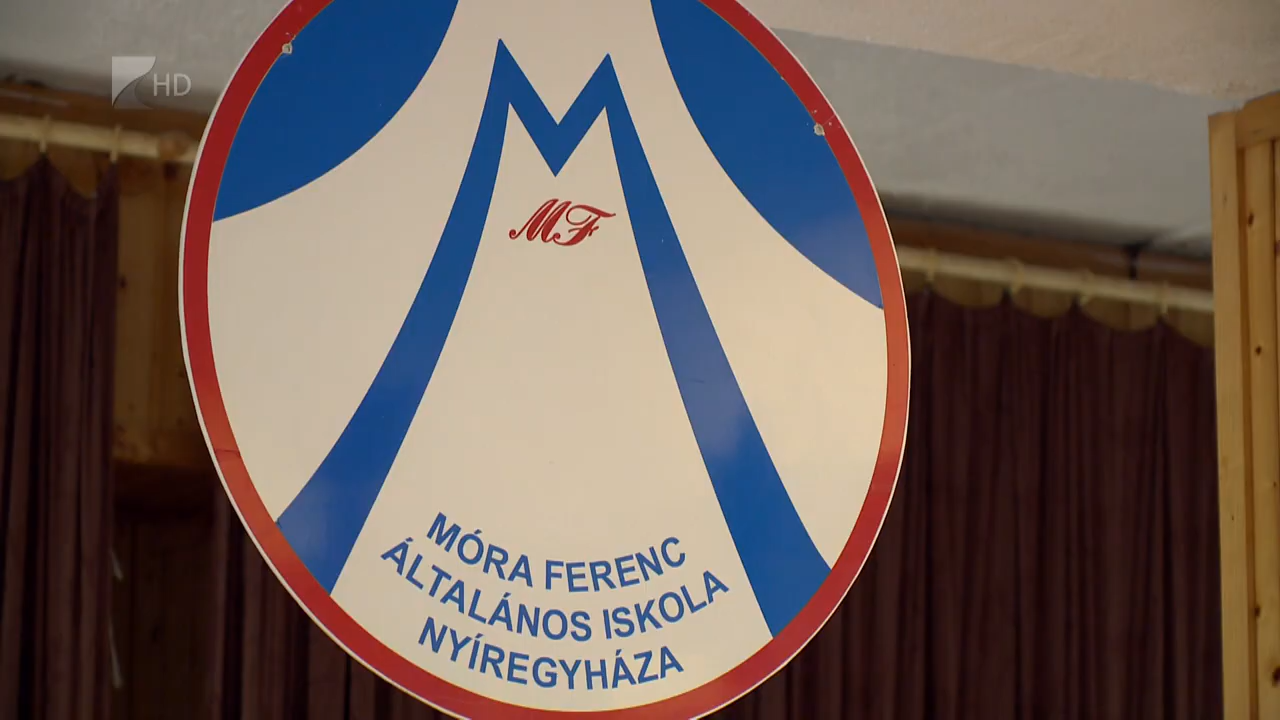 HD
MF
MÓRA FERENC
ÁLTALÁNOS ISKOLA
NYÍREGYHÁZA